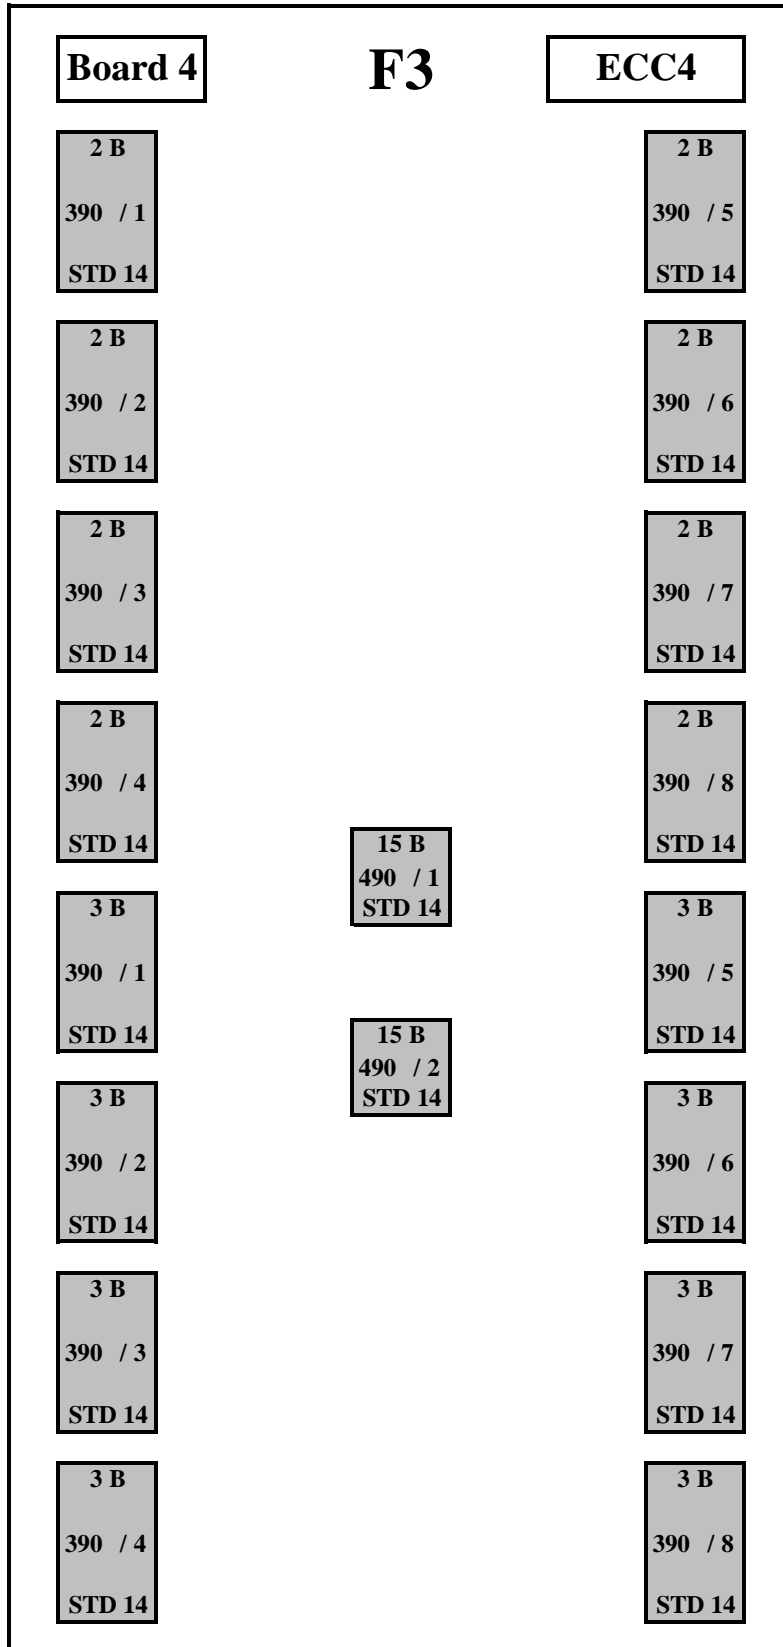 Board 4
F3
ECC4
2 B
390 / 1
STD 14
2 B
390 / 5
STD 14
2 B
390 / 2
STD 14
2 B
390 / 6
STD 14
2 B
390 / 3
STD 14
2 B
390 / 7
STD 14
2 B
390 / 4
STD 14
2 B
390 / 8
STD 14
15 B
490 / 1
STD 14
3 B
390 / 1
STD 14
3 B
390 / 5
STD 14
15 B
490 / 2
STD 14
3 B
390 / 2
STD 14
3 B
390 / 6
STD 14
3 B
390 / 3
STD 14
3 B
390 / 7
STD 14
3 B
390 / 4
STD 14
3 B
390 / 8
STD 14